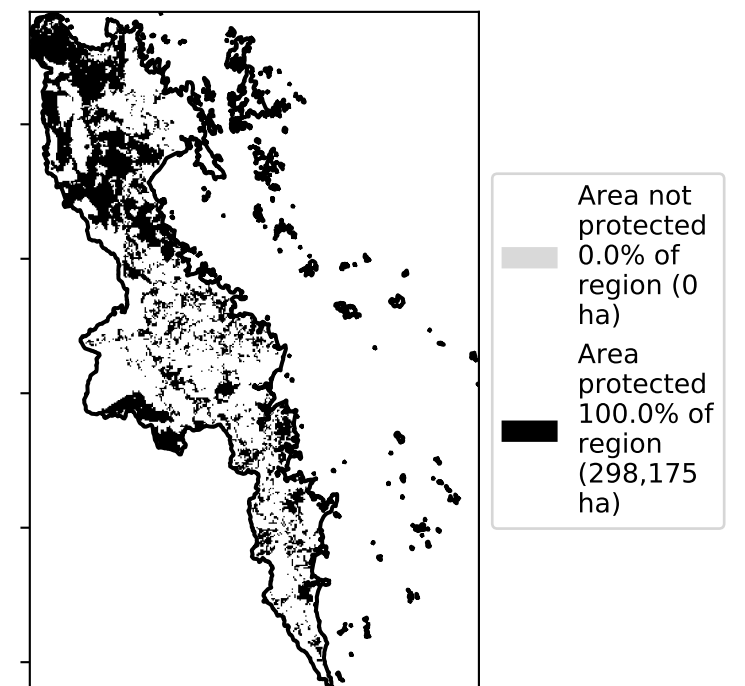 Area not
protected
0.0% of
region (0
ha)
Area
protected
100.0% of
region
(298,175
ha)